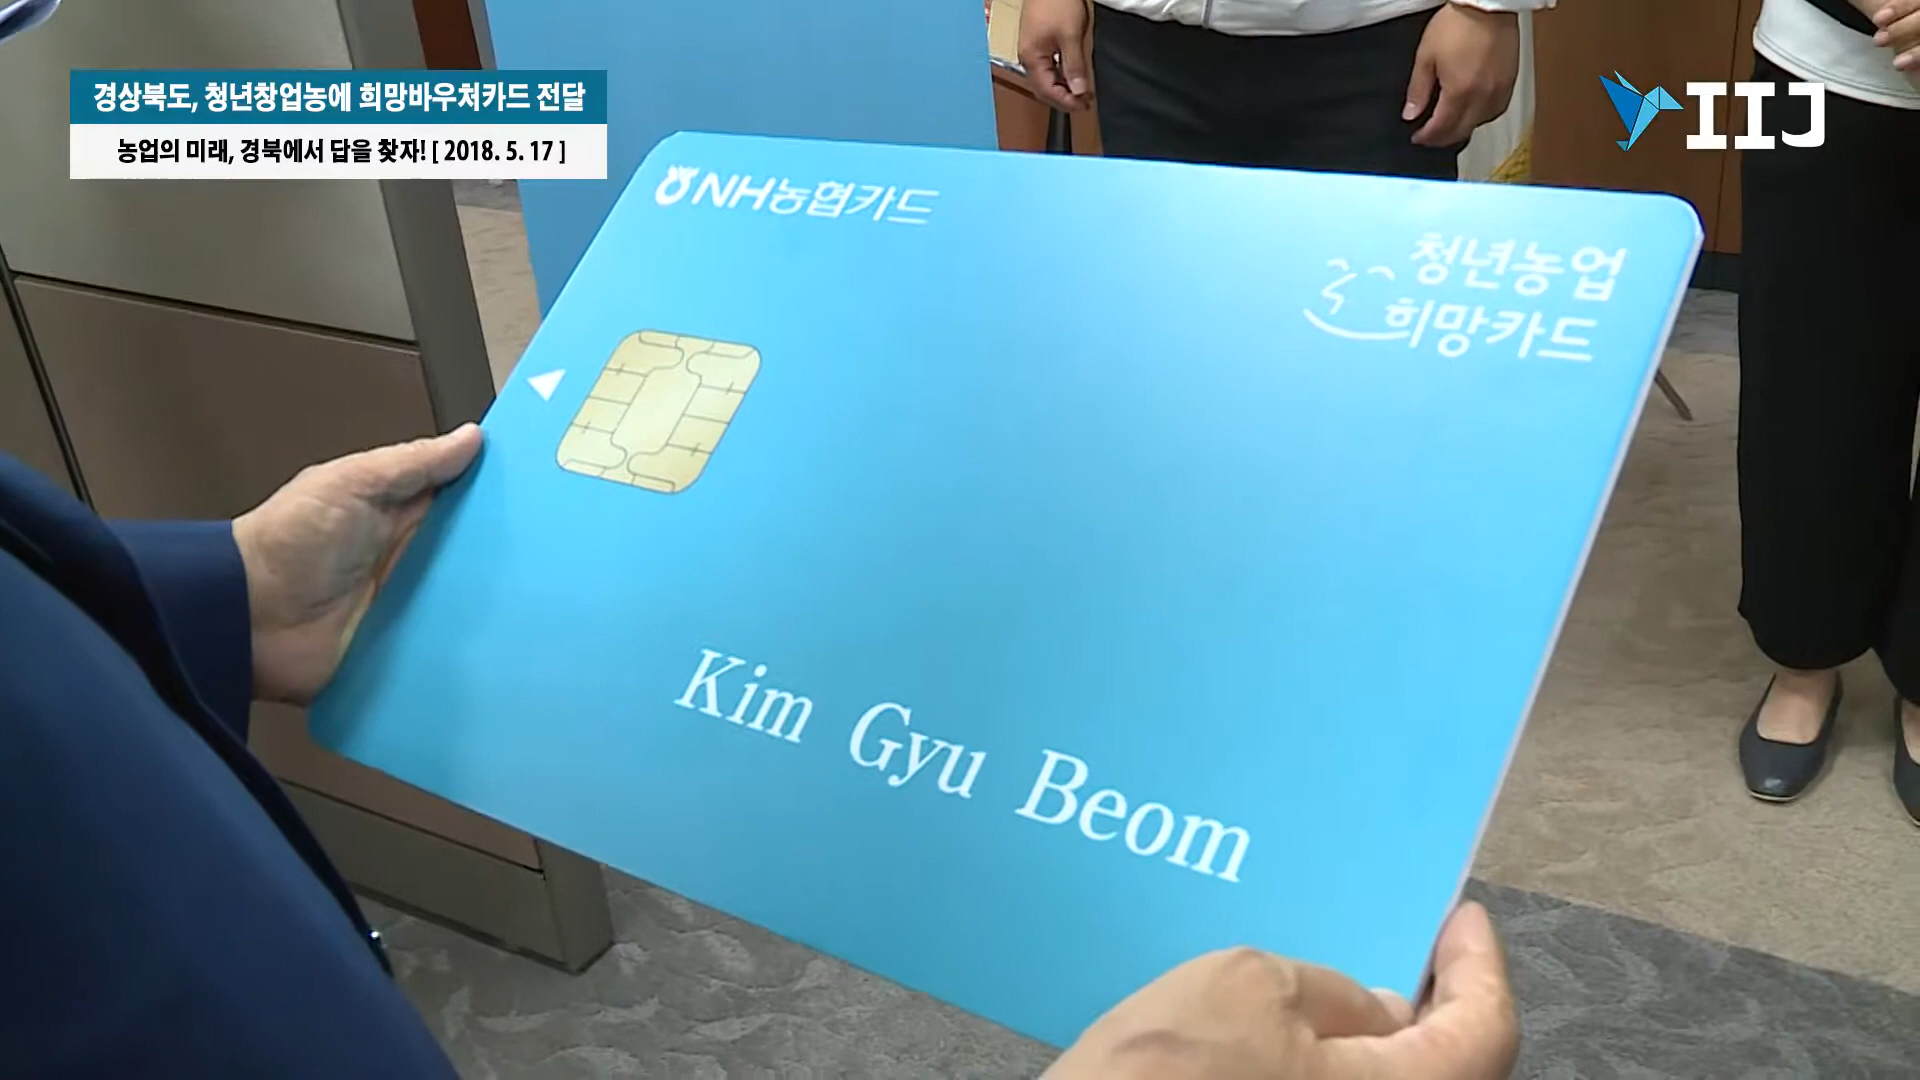 경상북도, 청년창업농에 희망바우처카드 전달
농업의 미래, 경북에서 답을 찾자! [ 2018. 5. 17 ]
IIJ
NH농협카드
청년농업
희망카드
Kim Gyu Beom